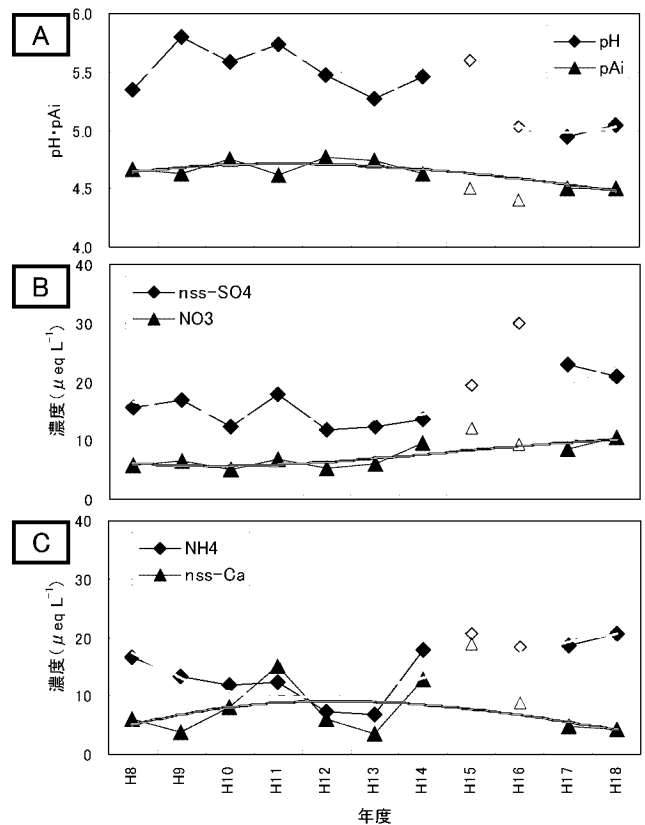 A
6.0
5.5
5.0
4.5
4.0
pH・pAi
pH
pAi
B
40
30
20
10
0
濃度(μeq L⁻¹)
nss-SO4
NO3
C
40
30
20
10
0
濃度(μeq L⁻¹)
NH4
nss-Ca
H8
H9
H10
H11
H12
H13
H14
H15
H16
H17
H18
年度